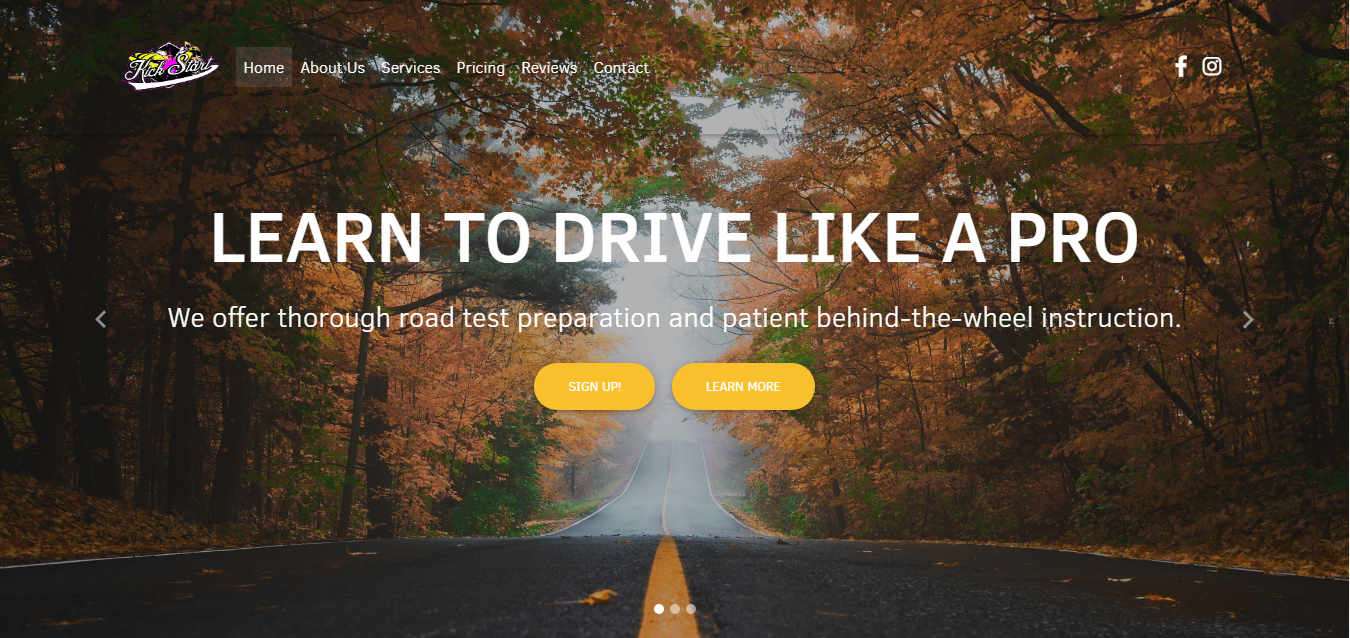 Kick Start
Home About Us Services Pricing Reviews Contact
LEARN TO DRIVE LIKE A PRO
We offer thorough road test preparation and patient behind-the-wheel instruction.
SIGN UP! LEARN MORE